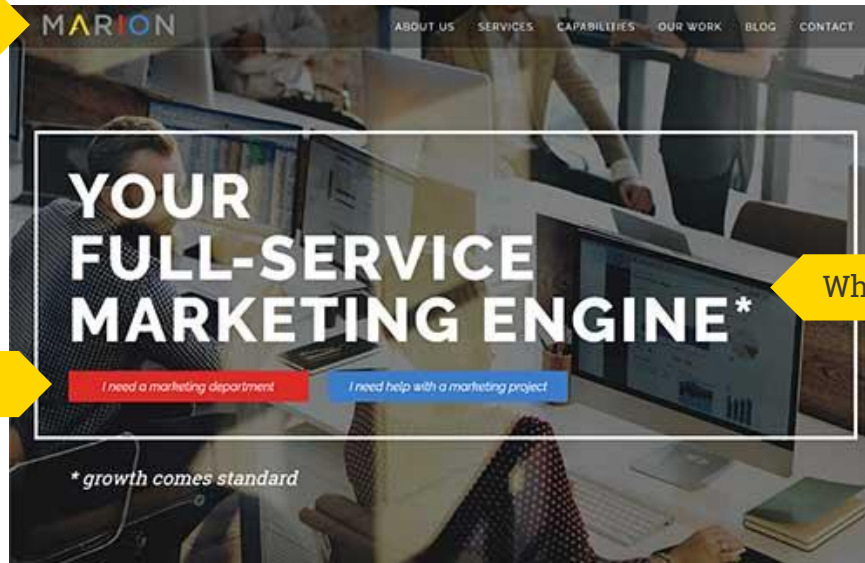 MARION
ABOUT US SERVICES CAPABILITIES OUR WORK BLOG CONTACT
YOUR
FULL-SERVICE
MARKETING ENGINE*
Wh
I need a marketing department I need help with a marketing project
* growth comes standard